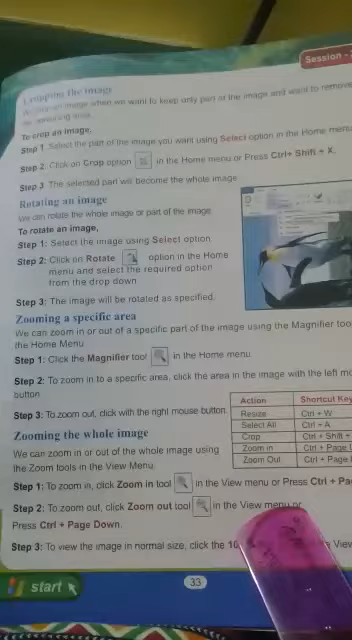 Session -
Cropping the image
We crop an image when we want to keep only part of the image and want to remove
the remaining area.
To crop an image,
Step 1: Select the part of the image you want using Select option in the Home menu
Step 2: Click on Crop option in the Home menu or Press Ctrl+ Shift + X.
Step 3: The selected part will become the whole image
Rotating an image
We can rotate the whole image or part of the image
To rotate an image,
Step 1: Select the image using Select option
Step 2: Click on Rotate option in the Home
menu and select the required option
from the drop down
Step 3: The image will be rotated as specified.
Zooming a specific area
We can zoom in or out of a specific part of the image using the Magnifier too
the Home Menu
Step 1: Click the Magnifier tool in the Home menu
Step 2: To zoom in to a specific area, click the area in the image with the left mo
button
Step 3: To zoom out, click with the right mouse button.
Zooming the whole image
We can zoom in or out of the whole image using
the Zoom tools in the View Menu.
Action Shortcut Key
Resize Ctrl + W
Select All Ctrl + A
Crop Ctrl + Shift +
Zoom in Ctrl + Page
Zoom Out Ctrl + Page
Step 1: To zoom in, click Zoom in tool in the View menu or Press Ctrl + Pa
Step 2: To zoom out, click Zoom out tool in the View menu or
Press Ctrl + Page Down.
Step 3: To view the image in normal size, click the 10 View
start
33